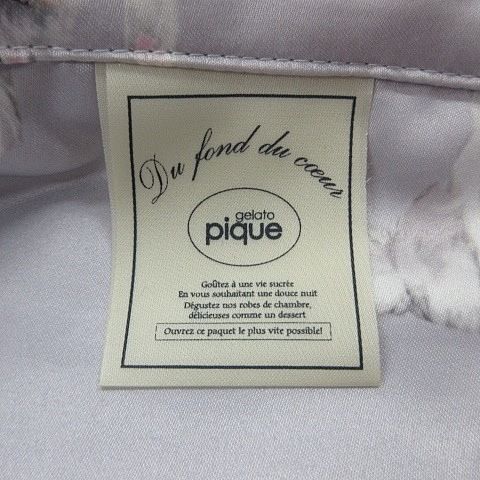 Du fond du cœur
gelato
pique
Goûtez à une vie sucrée
En vous souhaitant une douce nuit
Dégustez nos robes de chambre,
délicieuses comme un dessert
Ouvrez ce paquet le plus vite possible!